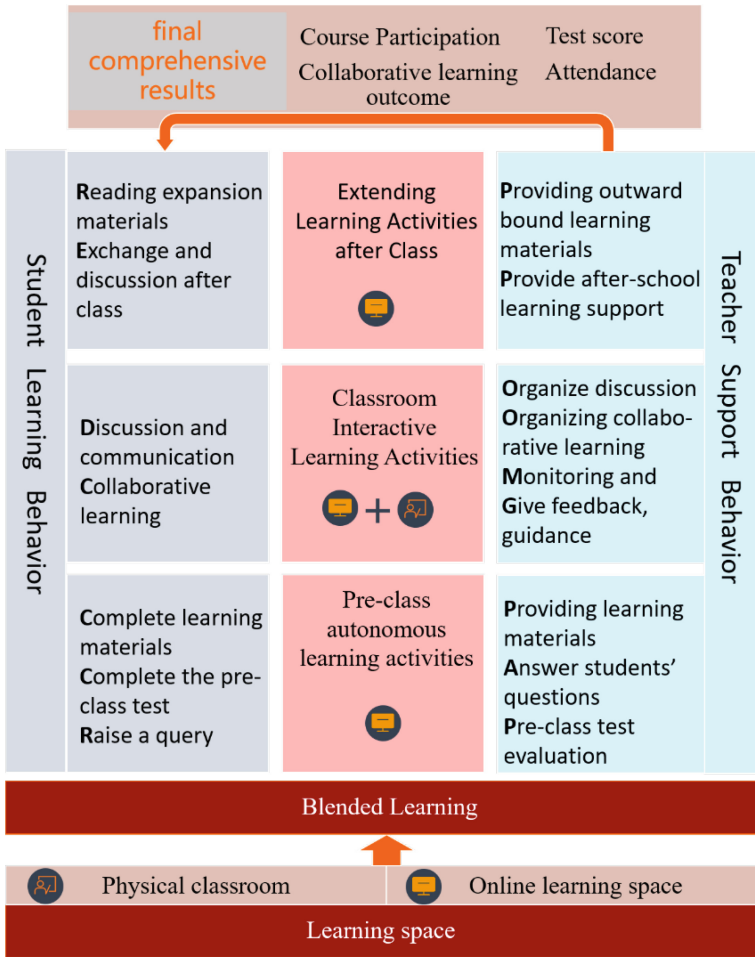 final
comprehensive
results
Course Participation
Test score
Collaborative learning
outcome
Attendance
Student Learning Behavior
Reading expansion
materials
Exchange and
discussion after
class
Extending
Learning Activities
after Class
Providing outward
bound learning
materials
Provide after-school
learning support
Teacher Support Behavior
Discussion and
communication
Collaborative
learning
Classroom
Interactive
Learning Activities
Organize discussion
Organizing collabo-
rative learning
Monitoring and
Give feedback,
guidance
Complete learning
materials
Complete the pre-
class test
Raise a query
Pre-class
autonomous
learning activities
Providing learning
materials
Answer students’
questions
Pre-class test
evaluation
Blended Learning
Physical classroom
Online learning space
Learning space